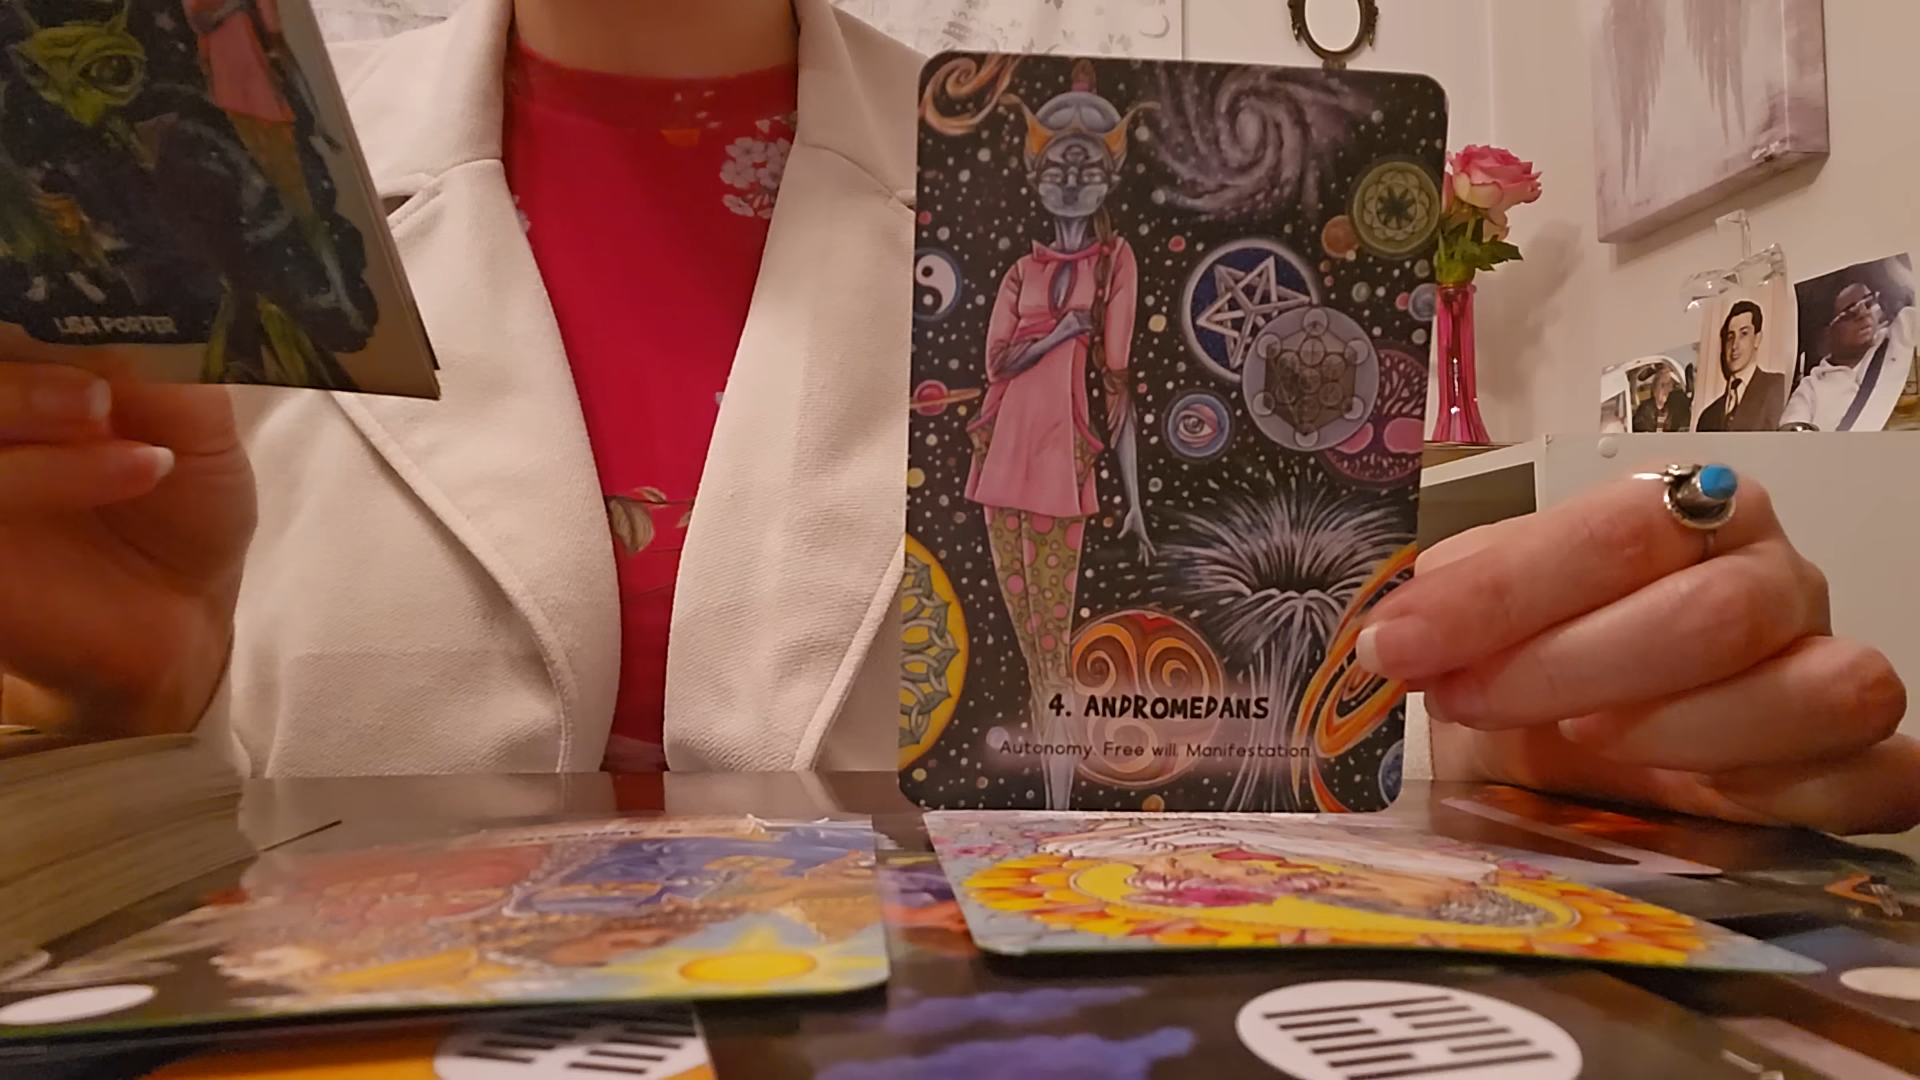 LISA PORTER
4. ANDROMEDANS
Autonomy. Free will. Manifestation.